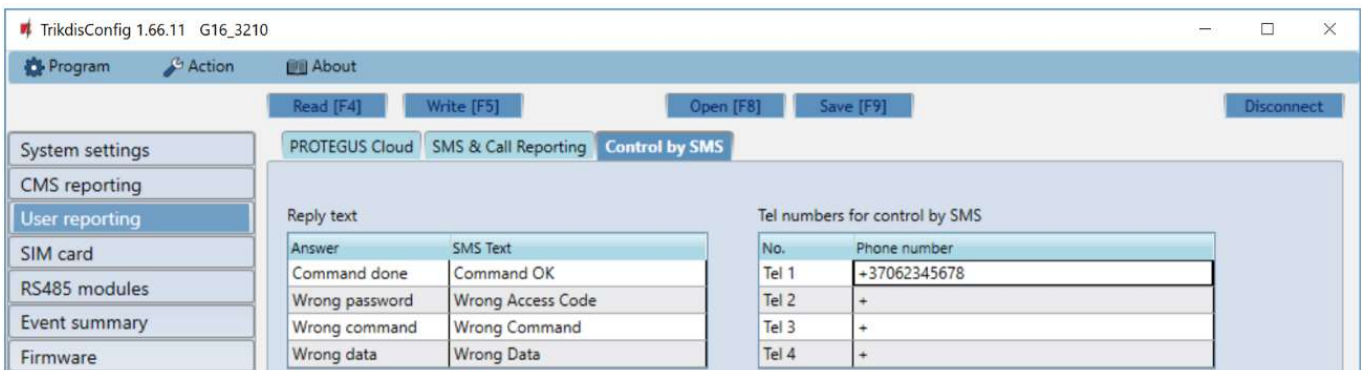 TrikdisConfig 1.66.11 G16_3210
Program Action About
Read [F4] Write [F5] Open [F8] Save [F9] Disconnect
System settings
CMS reporting
User reporting
SIM card
RS485 modules
Event summary
Firmware
PROTEGUS Cloud SMS & Call Reporting Control by SMS
Reply text
Answer SMS Text
Command done Command OK
Wrong password Wrong Access Code
Wrong command Wrong Command
Wrong data Wrong Data
Tel numbers for control by SMS
No. Phone number
Tel 1 +37062345678
Tel 2 +
Tel 3 +
Tel 4 +